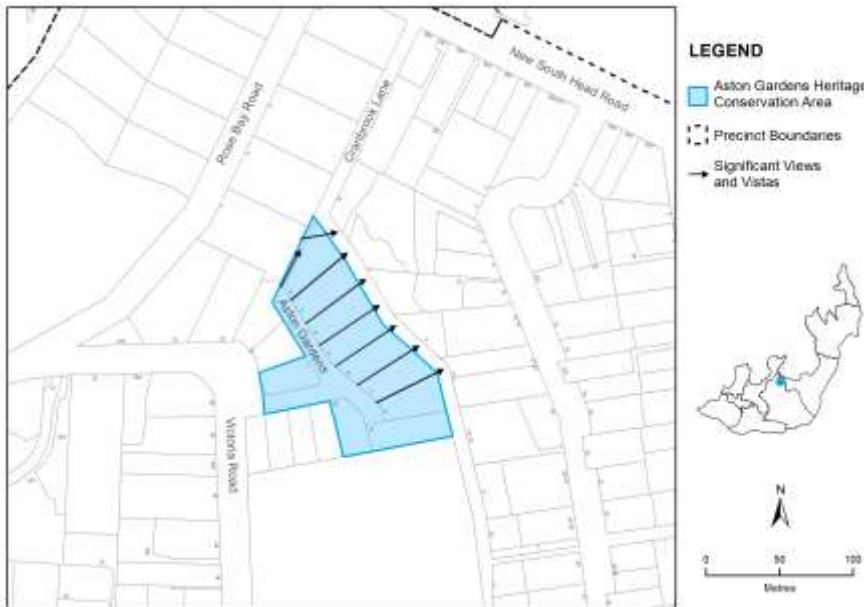 Rose Bay Road
Cranbrook Lane
New South Head Road
Aston Gardens
Victoria Road
LEGEND
Aston Gardens Heritage
Conservation Area
Precinct Boundaries
Significant Views
and Vistas
N
0 50 100
Metres